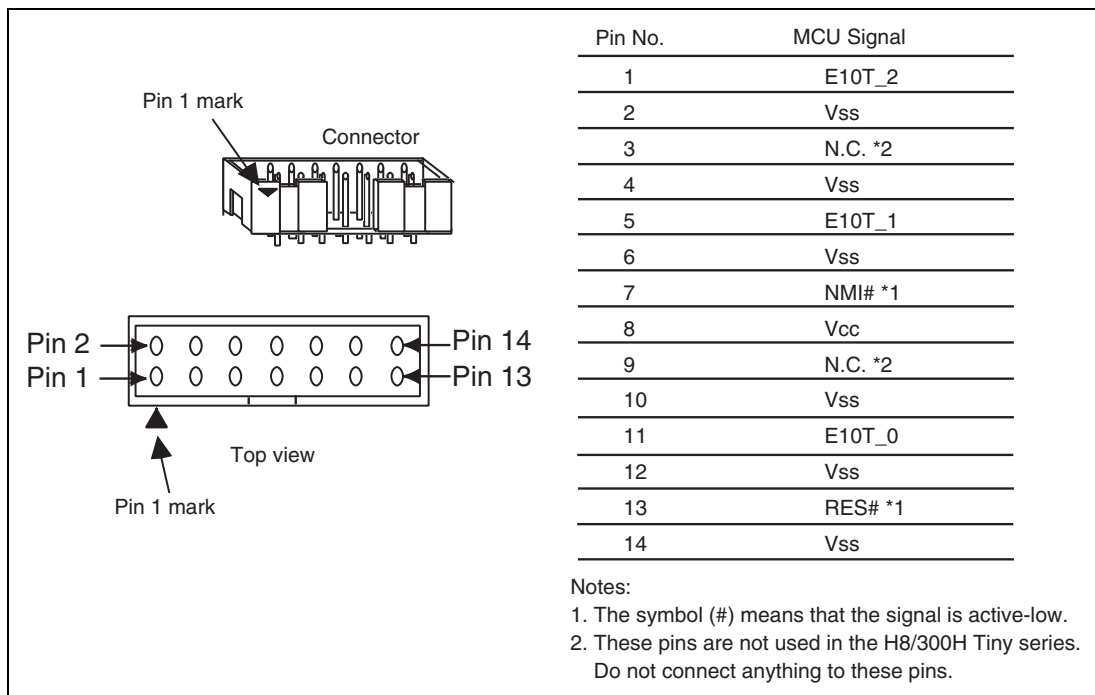 Pin 1 mark
Connector
Pin 2
Pin 14
Pin 1
Pin 13
Top view
Pin 1 mark
Pin No. MCU Signal
1 E10T_2
2 Vss
3 N.C. *2
4 Vss
5 E10T_1
6 Vss
7 NMI# *1
8 Vcc
9 N.C. *2
10 Vss
11 E10T_0
12 Vss
13 RES# *1
14 Vss
Notes:
1. The symbol (#) means that the signal is active-low.
2. These pins are not used in the H8/300H Tiny series.
Do not connect anything to these pins.